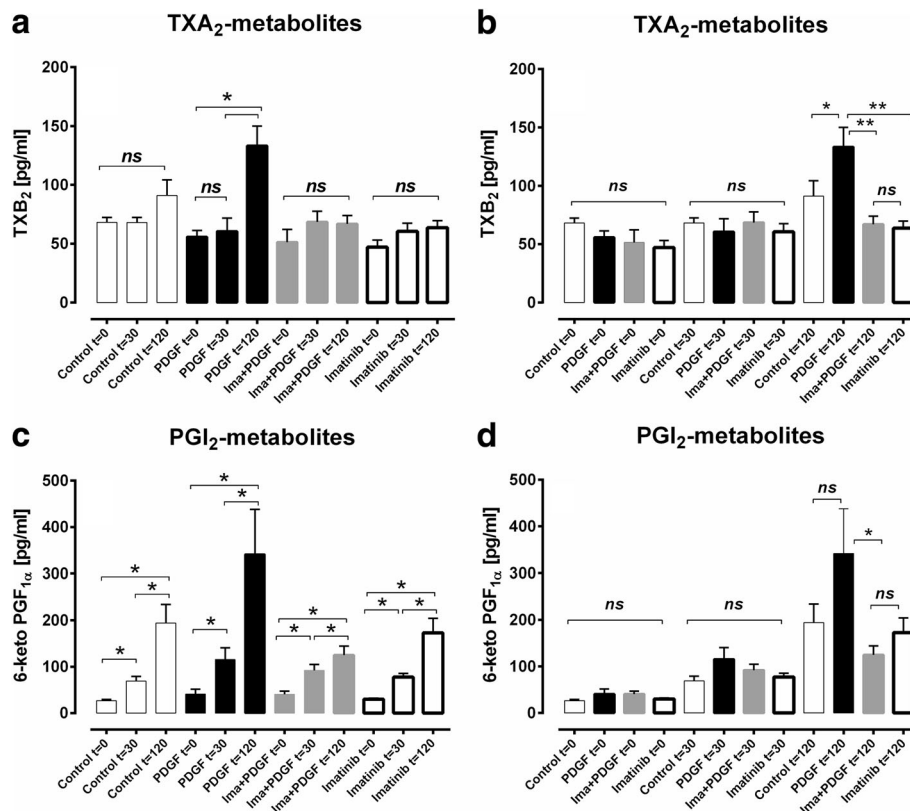 a
TXA2-metabolites
TXB2 [pg/ml]
200
150
100
50
0
ns
ns
*
ns
ns
Control t=0
Control t=30
Control t=120
PDGF t=0
PDGF t=30
PDGF t=120
Ima+PDGF t=0
Ima+PDGF t=30
Ima+PDGF t=120
Imatinib t=0
Imatinib t=30
Imatinib t=120
b
TXA2-metabolites
TXB2 [pg/ml]
200
150
100
50
0
ns
ns
*
**
**
ns
Control t=0
PDGF t=0
Ima+PDGF t=0
Imatinib t=0
Control t=30
PDGF t=30
Ima+PDGF t=30
Imatinib t=30
Control t=120
PDGF t=120
Ima+PDGF t=120
Imatinib t=120
c
PGI2-metabolites
6-keto PGF1α [pg/ml]
500
400
300
200
100
0
*
*
*
*
*
*
*
*
*
*
*
*
Control t=0
Control t=30
Control t=120
PDGF t=0
PDGF t=30
PDGF t=120
Ima+PDGF t=0
Ima+PDGF t=30
Ima+PDGF t=120
Imatinib t=0
Imatinib t=30
Imatinib t=120
d
PGI2-metabolites
6-keto PGF1α [pg/ml]
500
400
300
200
100
0
ns
ns
ns
*
ns
Control t=0
PDGF t=0
Ima+PDGF t=0
Imatinib t=0
Control t=30
PDGF t=30
Ima+PDGF t=30
Imatinib t=30
Control t=120
PDGF t=120
Ima+PDGF t=120
Imatinib t=120